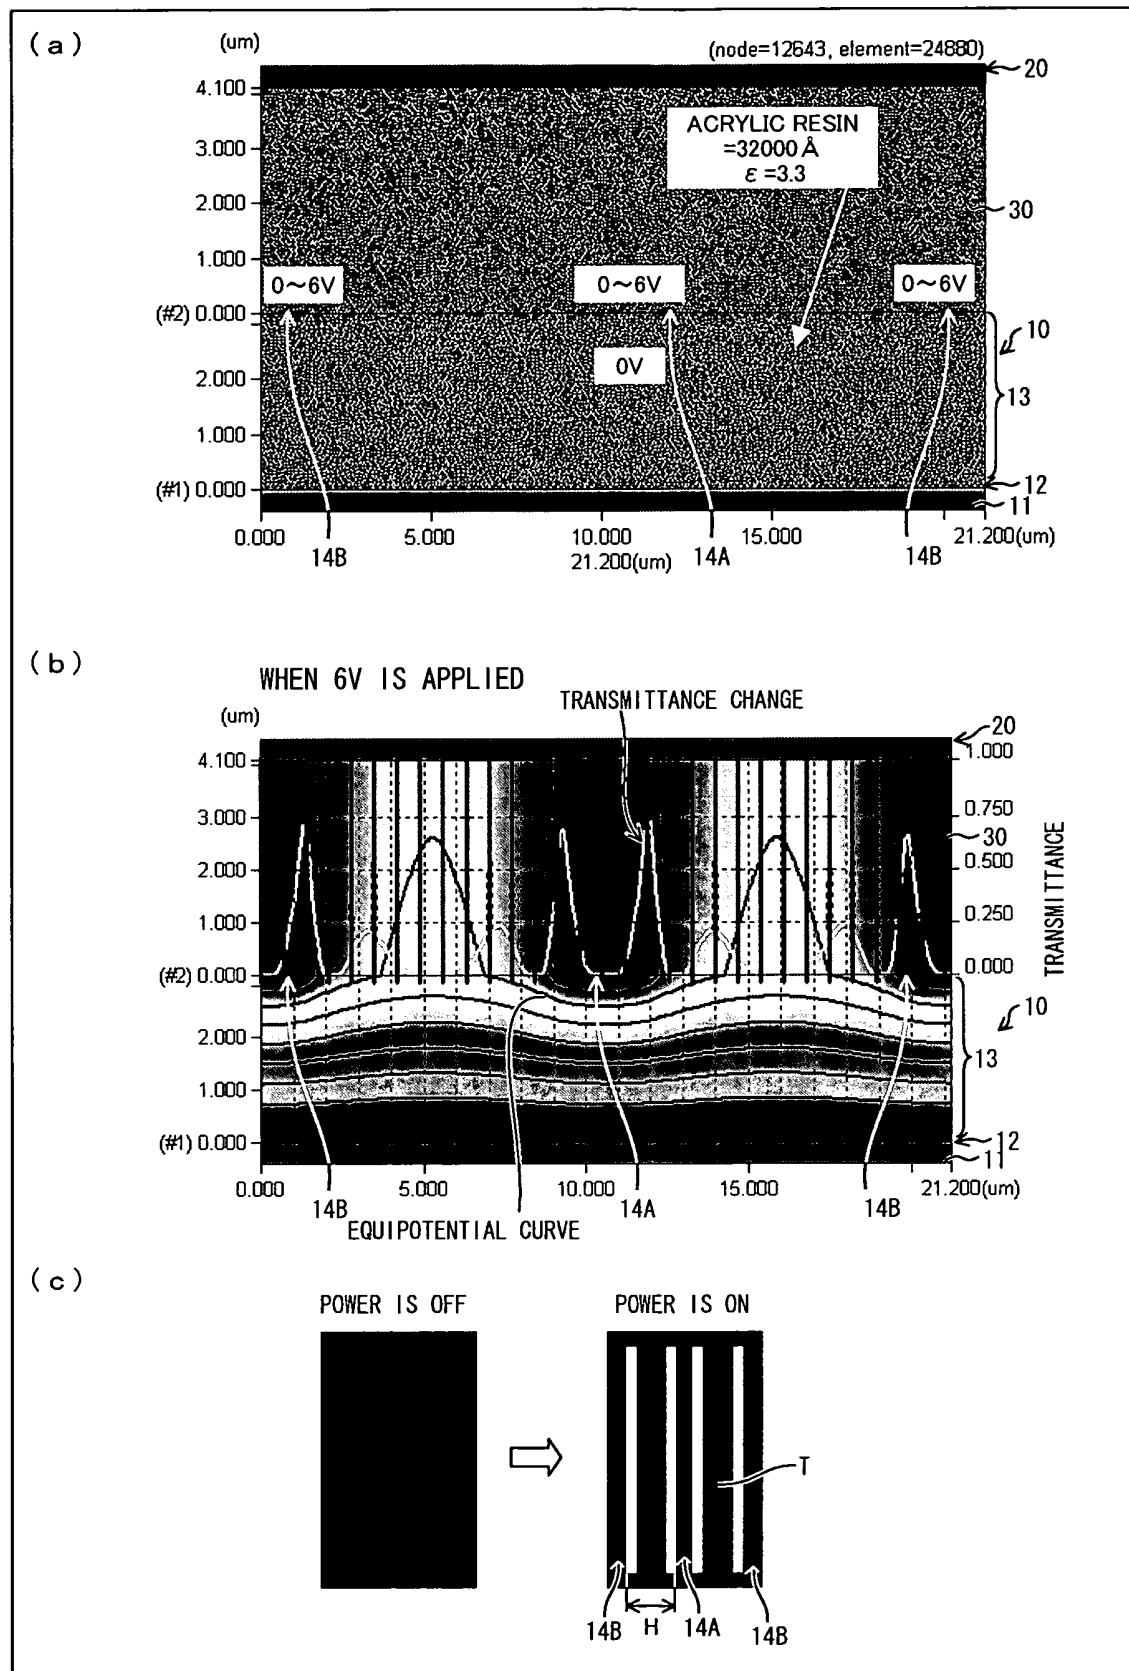 (a)
(um)
(node=12643, element=24880)
20
4.100
ACRYLIC RESIN
=32000Å
ε=3.3
3.000
2.000
30
1.000
0～6V
0～6V
0～6V
(#2) 0.000
10
0V
2.000
13
1.000
(#1) 0.000
12
11
0.000
5.000
10.000
15.000
21.200(um)
14B
21.200(um)
14A
14B
(b)
WHEN 6V IS APPLIED
TRANSMITTANCE CHANGE
(um)
20
4.100
1.000
3.000
0.750
30
2.000
0.500
1.000
0.250
TRANSMITTANCE
(#2) 0.000
0.000
10
2.000
13
1.000
(#1) 0.000
12
11
0.000
5.000
10.000
15.000
21.200(um)
14B
14A
14B
EQUIPOTENTIAL CURVE
(c)
POWER IS OFF
POWER IS ON
T
14B
H
14A
14B